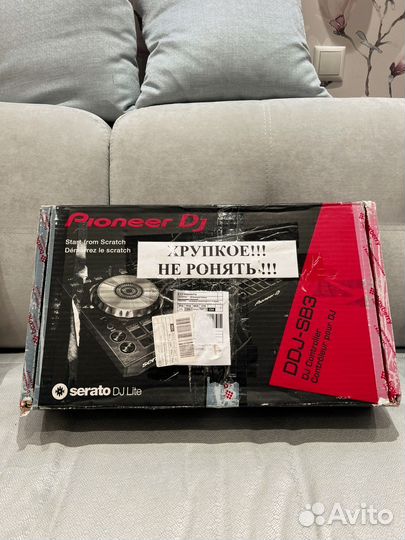 Pioneer Dj
Start from Scratch
Démarrez le scratch
ХРУПКОЕ!!!
НЕ РОНЯТЬ!!!
DDJ-SB3
DJ Controller
Contrôleur pour DJ
serato DJ Lite
Avito